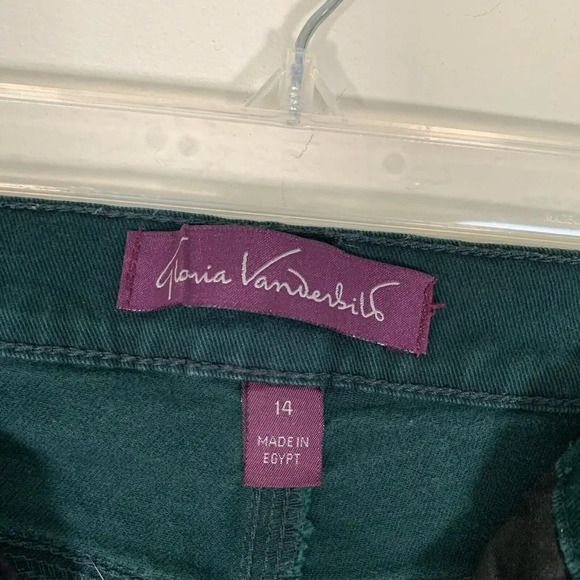 Gloria Vanderbilt
14
MADE IN
EGYPT